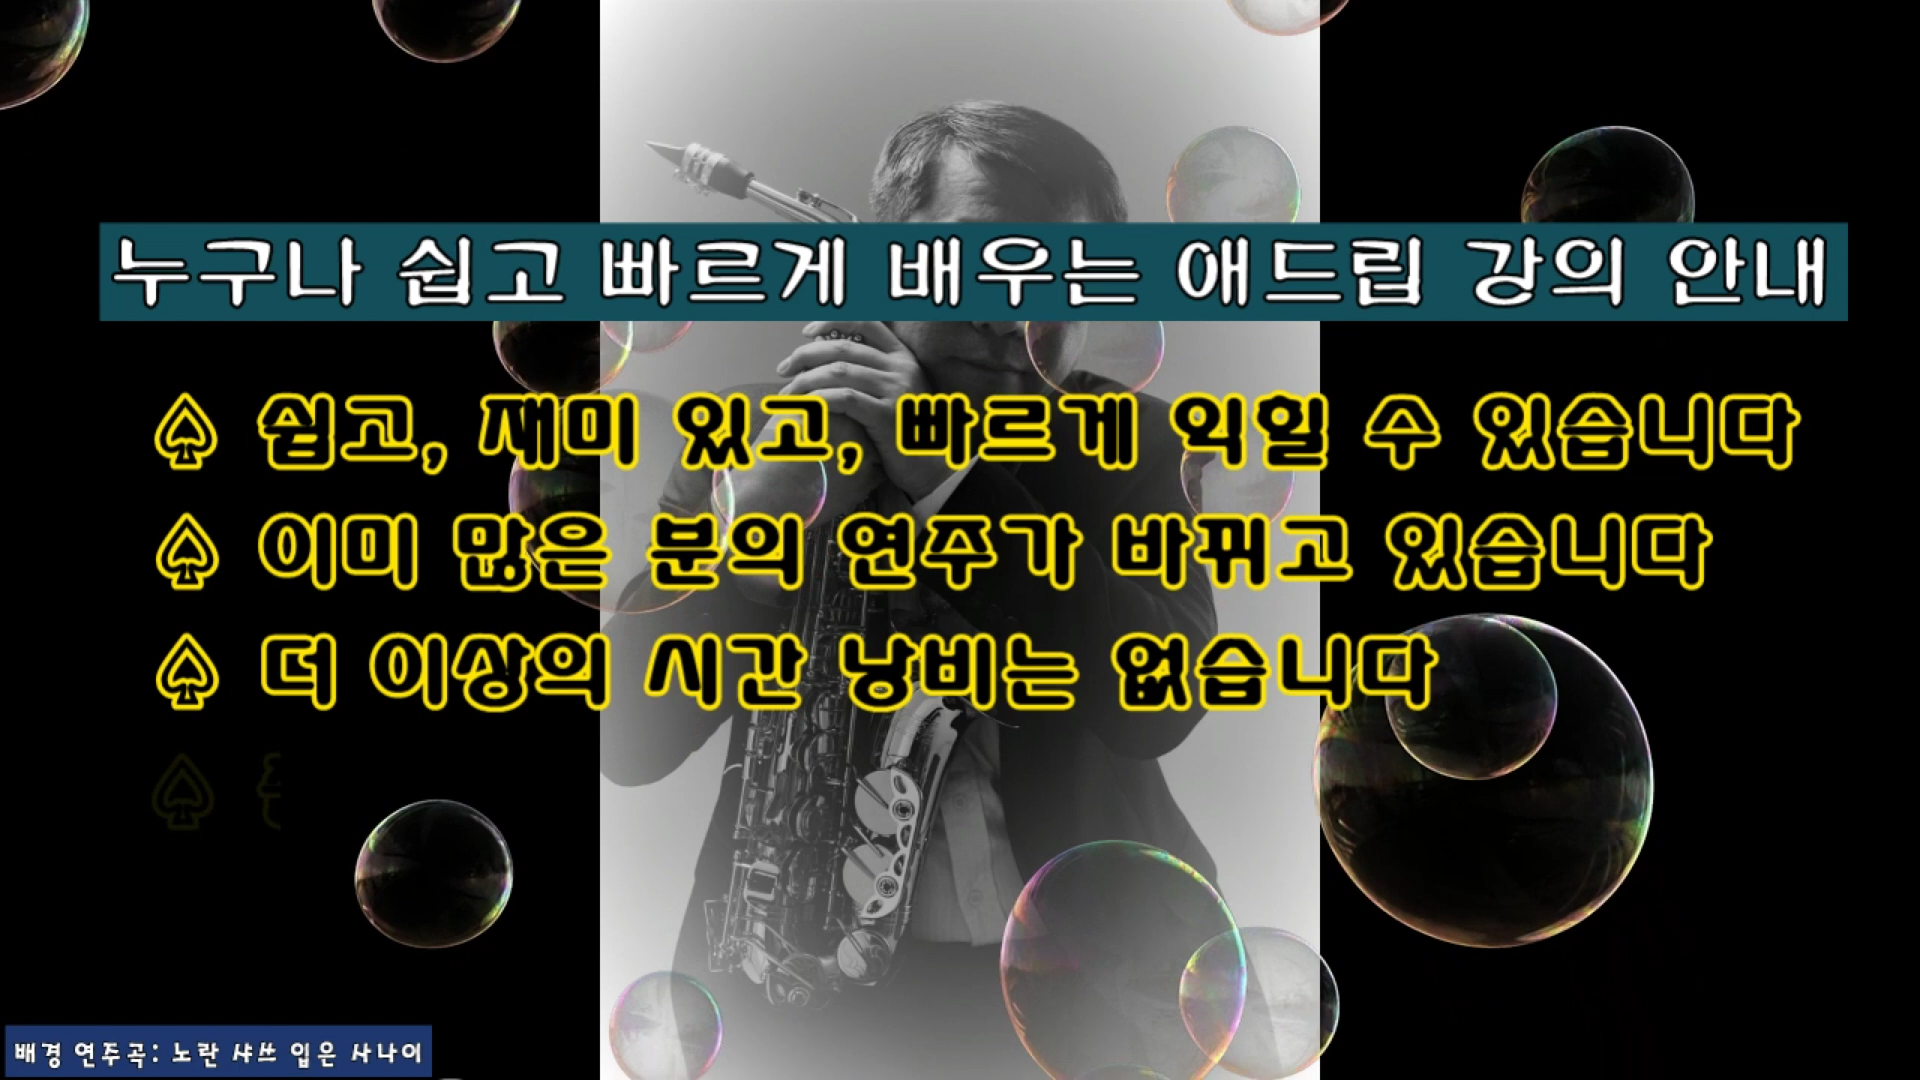 누구나 쉽고 빠르게 배우는 애드립 강의 안내
♤ 쉽고, 재미 있고, 빠르게 익힐 수 있습니다
♤ 이미 많은 분의 연주가 바뀌고 있습니다
♤ 더 이상의 시간 낭비는 없습니다
♤
배경 연주곡: 노란 샤쓰 입은 사나이